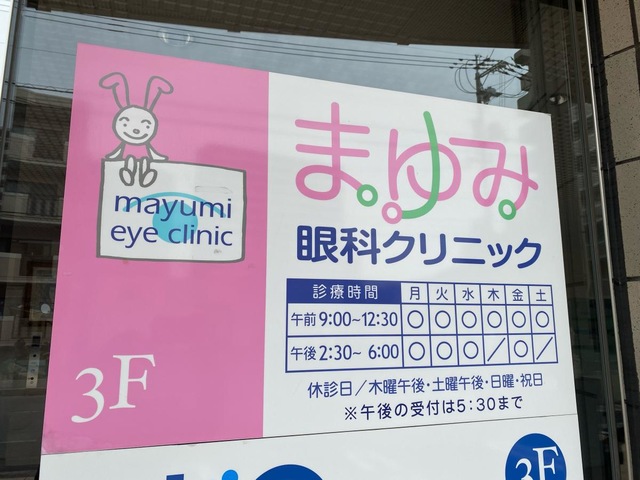 mayumi
eye clinic
3F
まゆみ
眼科クリニック
診療時間 月 火 水 木 金 土
午前 9:00~12:30 ○ ○ ○ ○ ○ ○
午後 2:30~ 6:00 ○ ○ ○ / ○ /
休診日/木曜午後・土曜午後・日曜・祝日
※午後の受付は5:30まで
3F